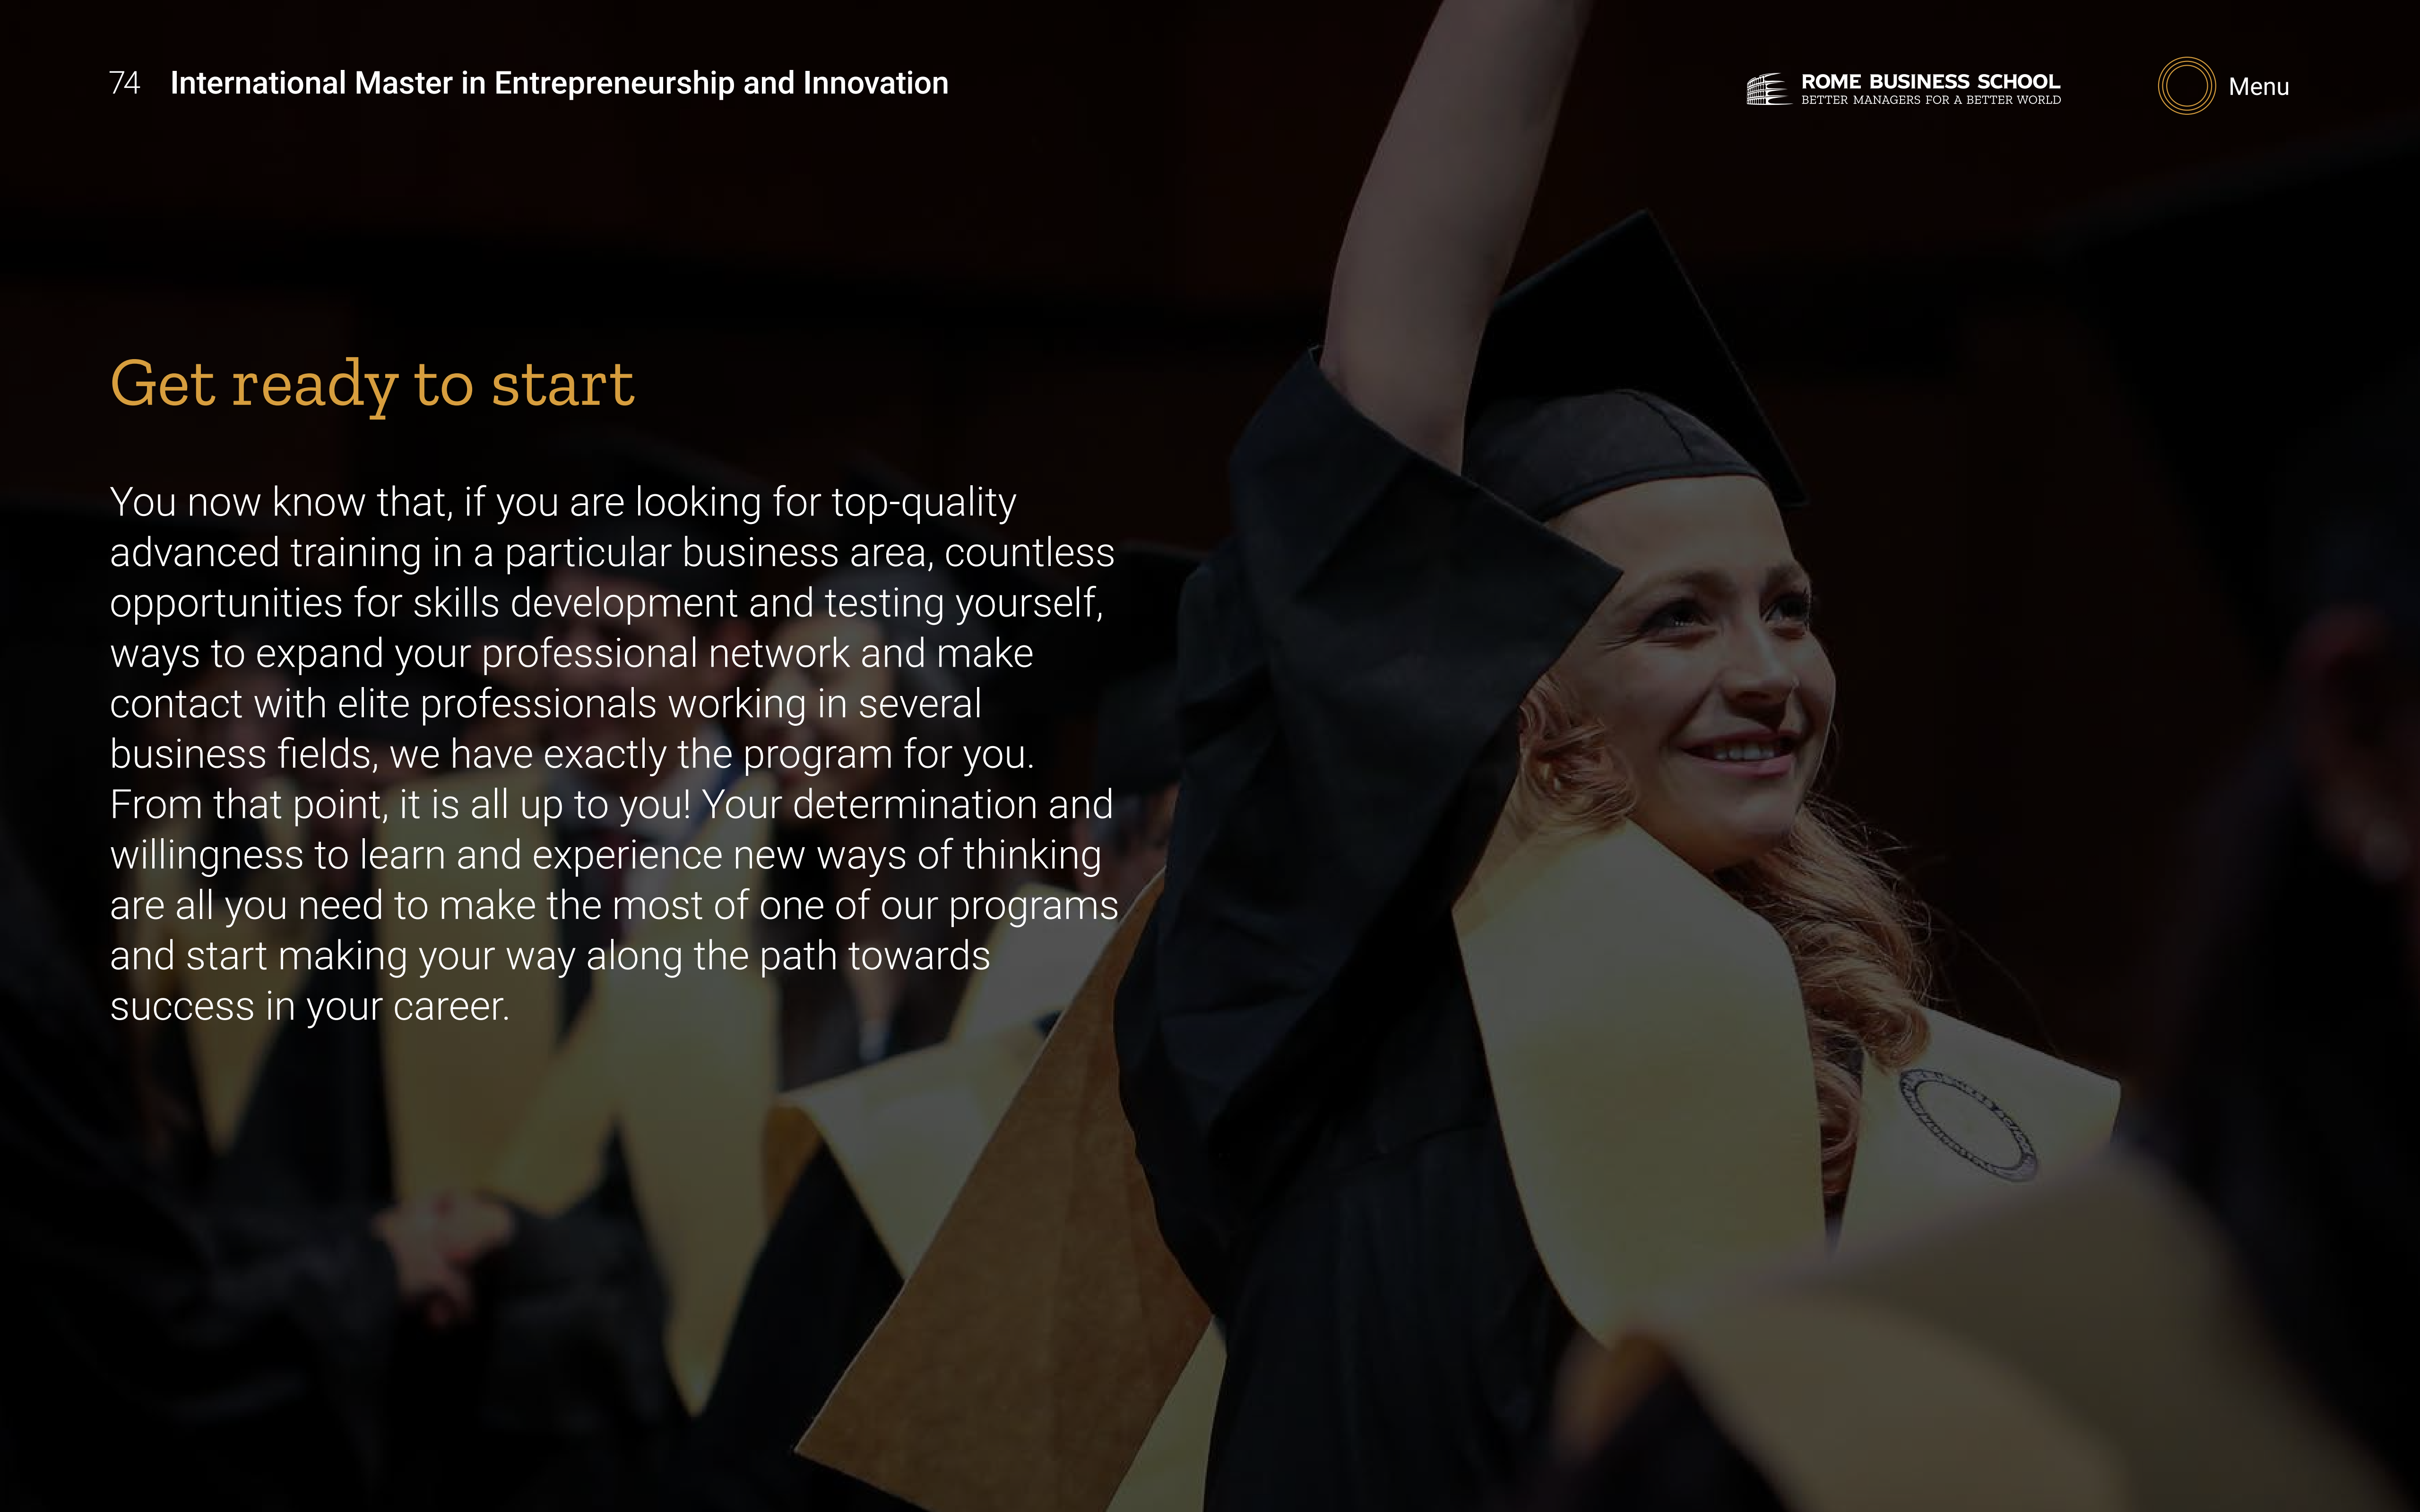 74 International Master in Entrepreneurship and Innovation
ROME BUSINESS SCHOOL
BETTER MANAGERS FOR A BETTER WORLD
Menu
Get ready to start
You now know that, if you are looking for top-quality
advanced training in a particular business area, countless
opportunities for skills development and testing yourself,
ways to expand your professional network and make
contact with elite professionals working in several
business fields, we have exactly the program for you.
From that point, it is all up to you! Your determination and
willingness to learn and experience new ways of thinking
are all you need to make the most of one of our programs
and start making your way along the path towards
success in your career.